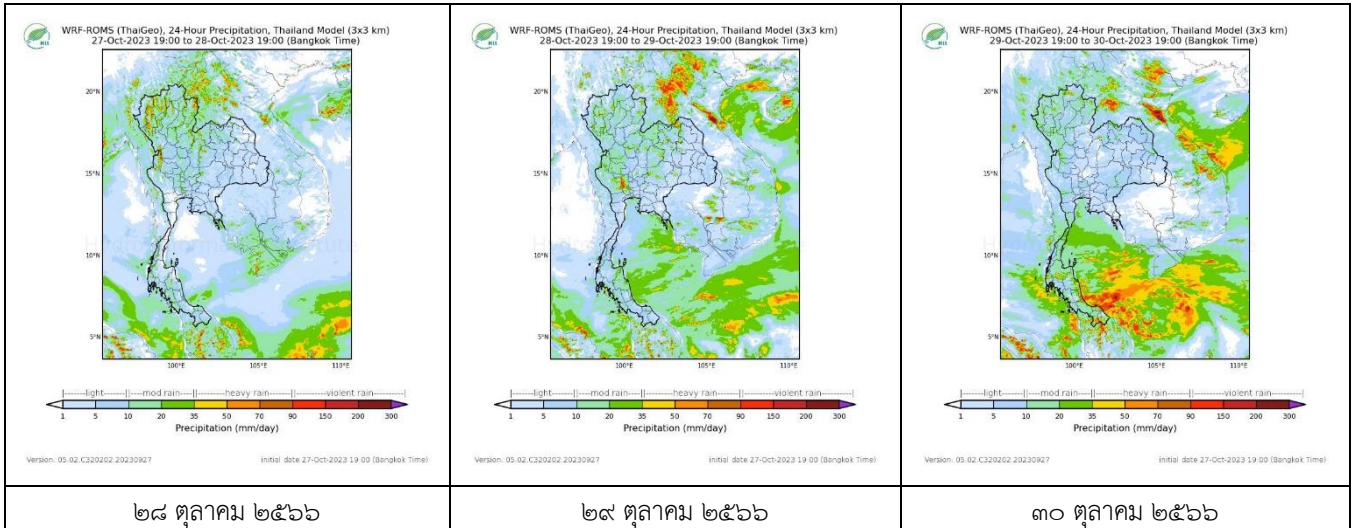 WRF-ROMS (ThaiGeo), 24-Hour Precipitation, Thailand Model (3x3 km)
27-Oct-2023 19:00 to 28-Oct-2023 19:00 (Bangkok Time)
20°N
15°N
10°N
5°N
100°E 105°E 110°E
light mod rain heavy rain violent rain
1 5 10 20 35 50 70 90 150 200 300
Precipitation (mm/day)
Version: 05.02.C320202.20230927 initial date 27-Oct-2023 19:00 (Bangkok Time)
๒๘ ตุลาคม ๒๕๖๖
WRF-ROMS (ThaiGeo), 24-Hour Precipitation, Thailand Model (3x3 km)
28-Oct-2023 19:00 to 29-Oct-2023 19:00 (Bangkok Time)
20°N
15°N
10°N
5°N
100°E 105°E 110°E
light mod rain heavy rain violent rain
1 5 10 20 35 50 70 90 150 200 300
Precipitation (mm/day)
Version: 05.02.C320202.20230927 initial date 27-Oct-2023 19:00 (Bangkok Time)
๒๙ ตุลาคม ๒๕๖๖
WRF-ROMS (ThaiGeo), 24-Hour Precipitation, Thailand Model (3x3 km)
29-Oct-2023 19:00 to 30-Oct-2023 19:00 (Bangkok Time)
20°N
15°N
10°N
5°N
100°E 105°E 110°E
light mod rain heavy rain violent rain
1 5 10 20 35 50 70 90 150 200 300
Precipitation (mm/day)
Version: 05.02.C320202.20230927 initial date 27-Oct-2023 19:00 (Bangkok Time)
๓๐ ตุลาคม ๒๕๖๖